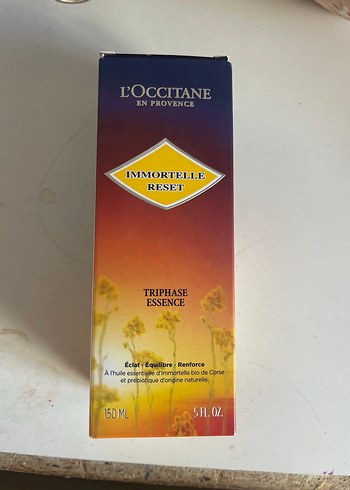 L'OCCITANE
EN PROVENCE
IMMORTELLE
RESET
TRIPHASE
ESSENCE
Éclat · Équilibre · Renforce
À l'huile essentielle d'Immortelle bio de Corse
et prébiotique d'origine naturelle.
150 ML 5 FL. OZ.